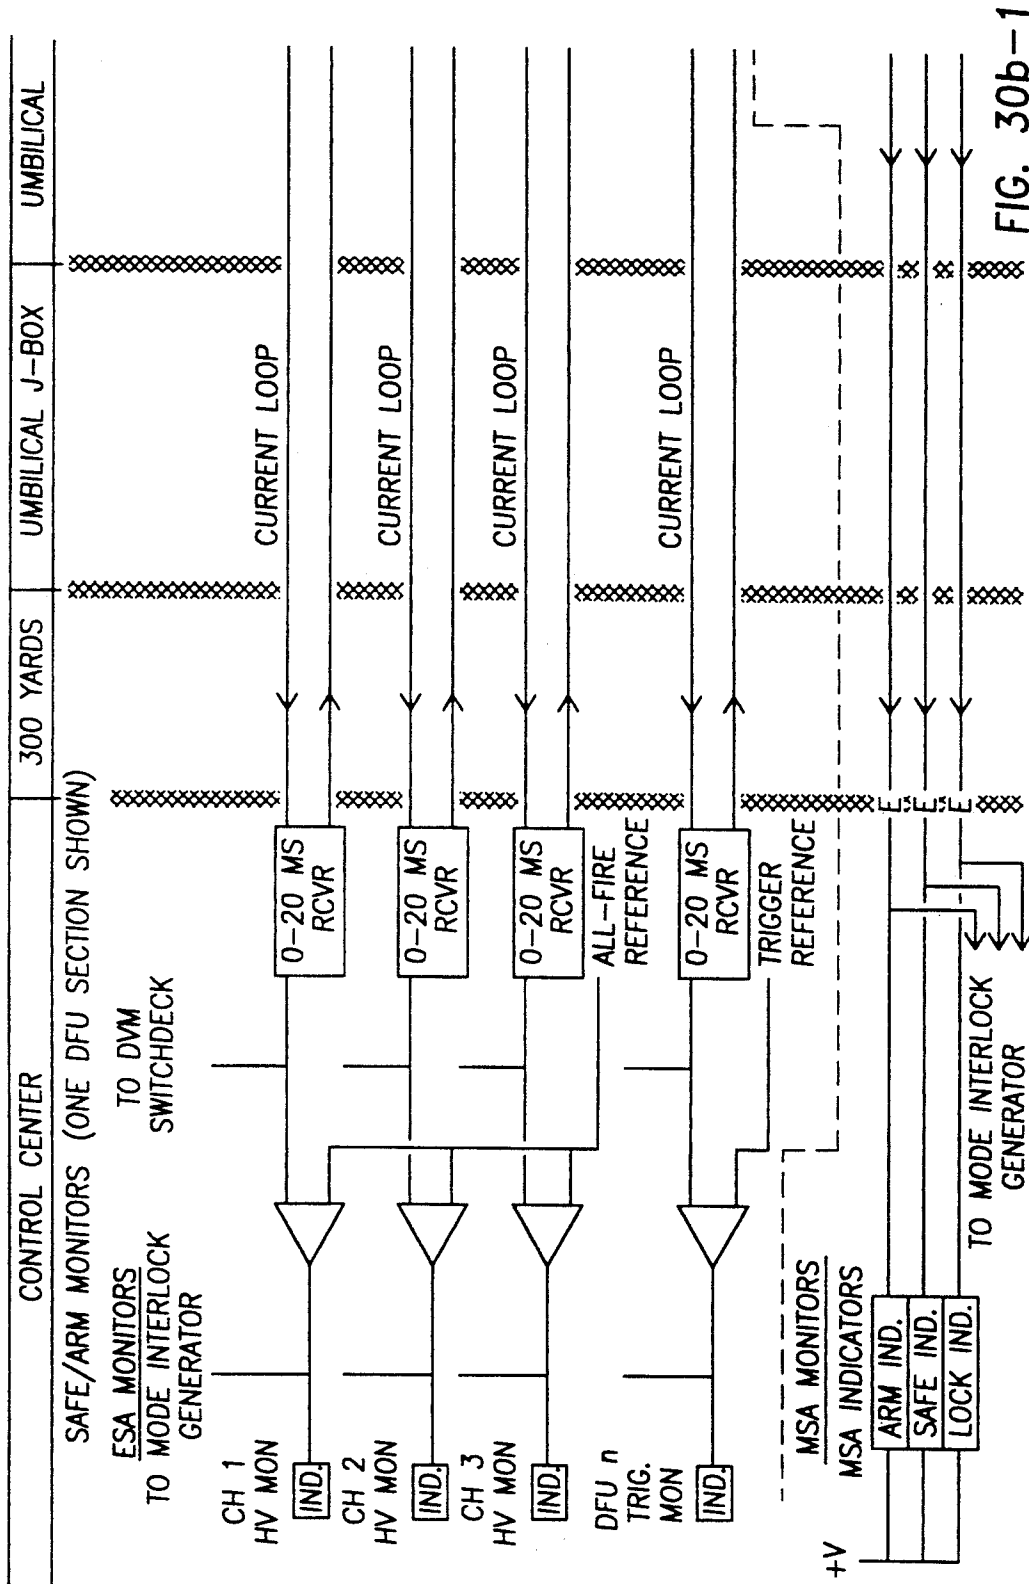 CONTROL CENTER
300 YARDS
UMBILICAL J-BOX
UMBILICAL
SAFE/ARM MONITORS (ONE DFU SECTION SHOWN)
ESA MONITORS
TO MODE INTERLOCK
GENERATOR
TO DVM
SWITCHDECK
CH 1
HV MON
IND.
0-20 MS
RCVR
CURRENT LOOP
CH 2
HV MON
IND.
0-20 MS
RCVR
CURRENT LOOP
CH 3
HV MON
IND.
0-20 MS
RCVR
CURRENT LOOP
ALL-FIRE
REFERENCE
DFU n
TRIG.
MON
IND.
0-20 MS
RCVR
CURRENT LOOP
TRIGGER
REFERENCE
MSA MONITORS
MSA INDICATORS
+V
ARM IND.
SAFE IND.
LOCK IND.
E
E
E
TO MODE INTERLOCK
GENERATOR
FIG. 30b-1